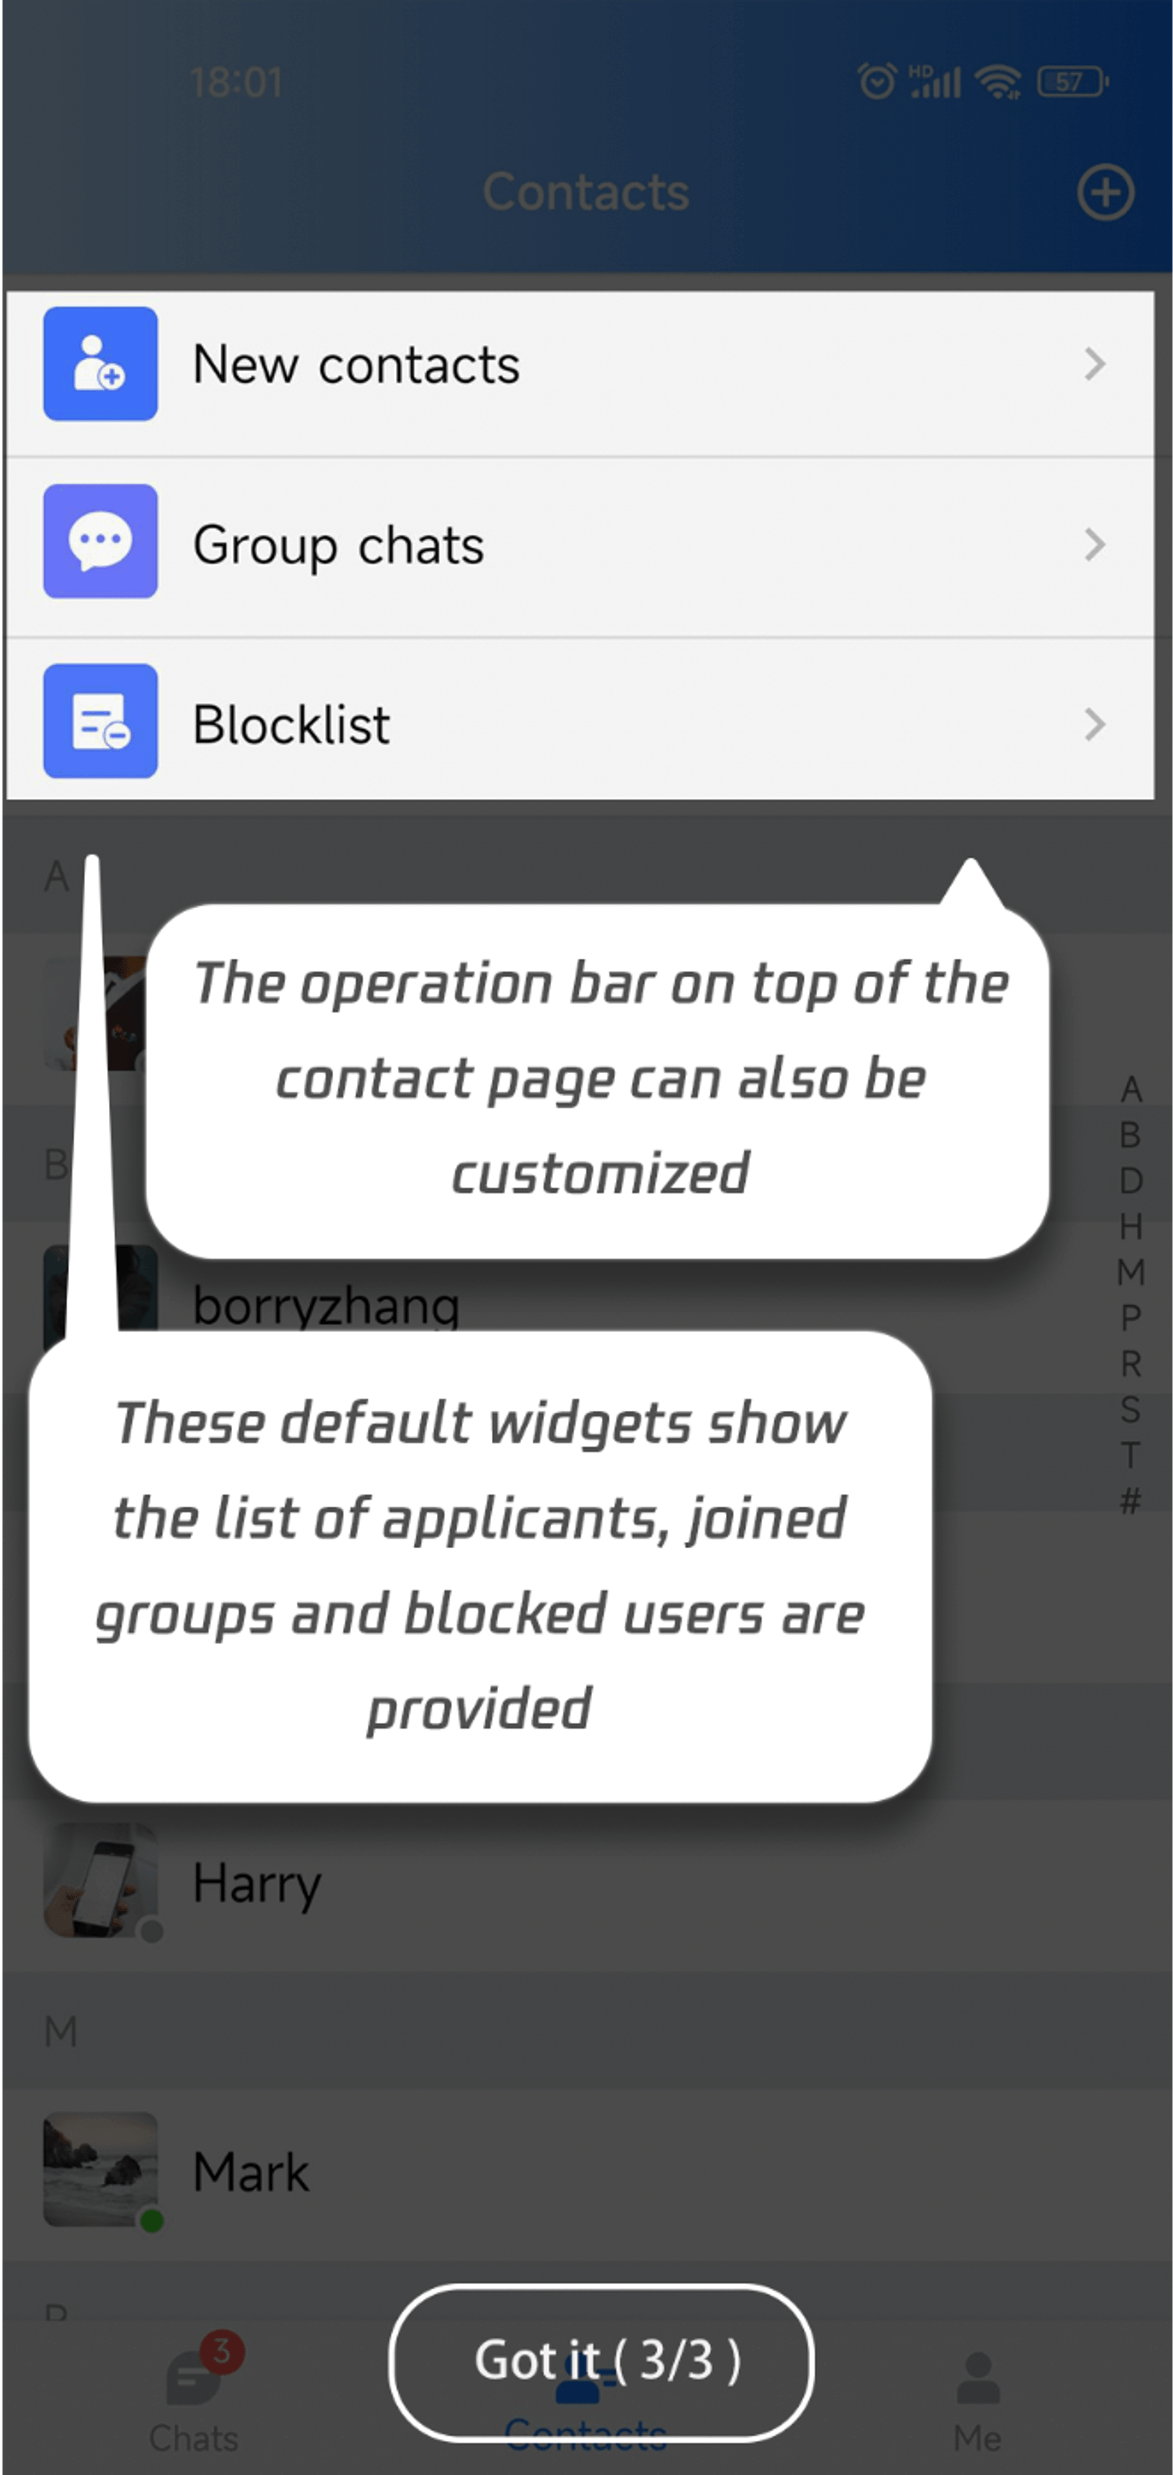 18:01
HD
57
Contacts
New contacts
Group chats
Blocklist
A
The operation bar on top of the
contact page can also be
customized
B
borryzhang
These default widgets show
the list of applicants, joined
groups and blocked users are
provided
A
B
D
H
M
P
R
S
T
#
Harry
M
Mark
P
Got it ( 3/3 )
3
Chats
Contacts
Me